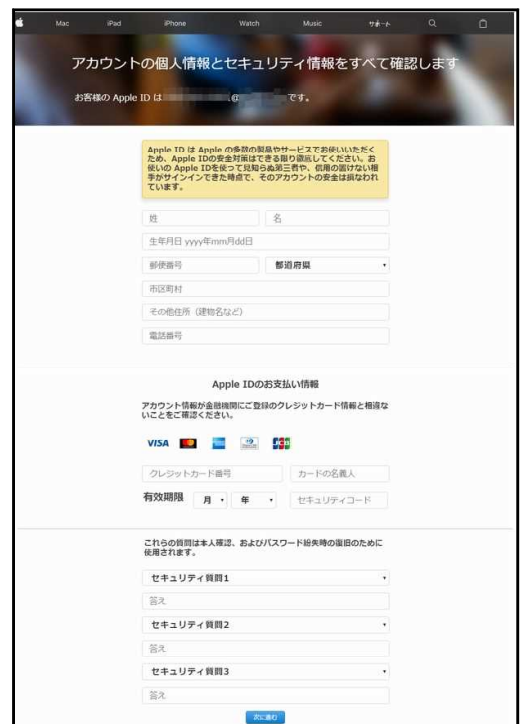 Mac iPad iPhone Watch Music サポート
アカウントの個人情報とセキュリティ情報をすべて確認します
お客様の Apple ID は @ です。
Apple ID は Apple の多数の製品やサービスでお使いいただく
ため、Apple IDの安全対策はできる限り徹底してください。お
使いの Apple IDを使って見知らぬ第三者や、信用の置けない相
手がサインインできた時点で、そのアカウントの安全は損なわれ
ています。
姓 名
生年月日 yyyy年mm月dd日
郵便番号 都道府県
市区町村
その他住所（建物名など）
電話番号
Apple IDのお支払い情報
アカウント情報が金融機関にご登録のクレジットカード情報と相違な
いことをご確認ください。
VISA JCB
クレジットカード番号 カードの名義人
有効期限 月 年 セキュリティコード
これらの質問は本人確認、およびパスワード紛失時の復旧のために
使用されます。
セキュリティ質問1
答え
セキュリティ質問2
答え
セキュリティ質問3
答え
次に進む